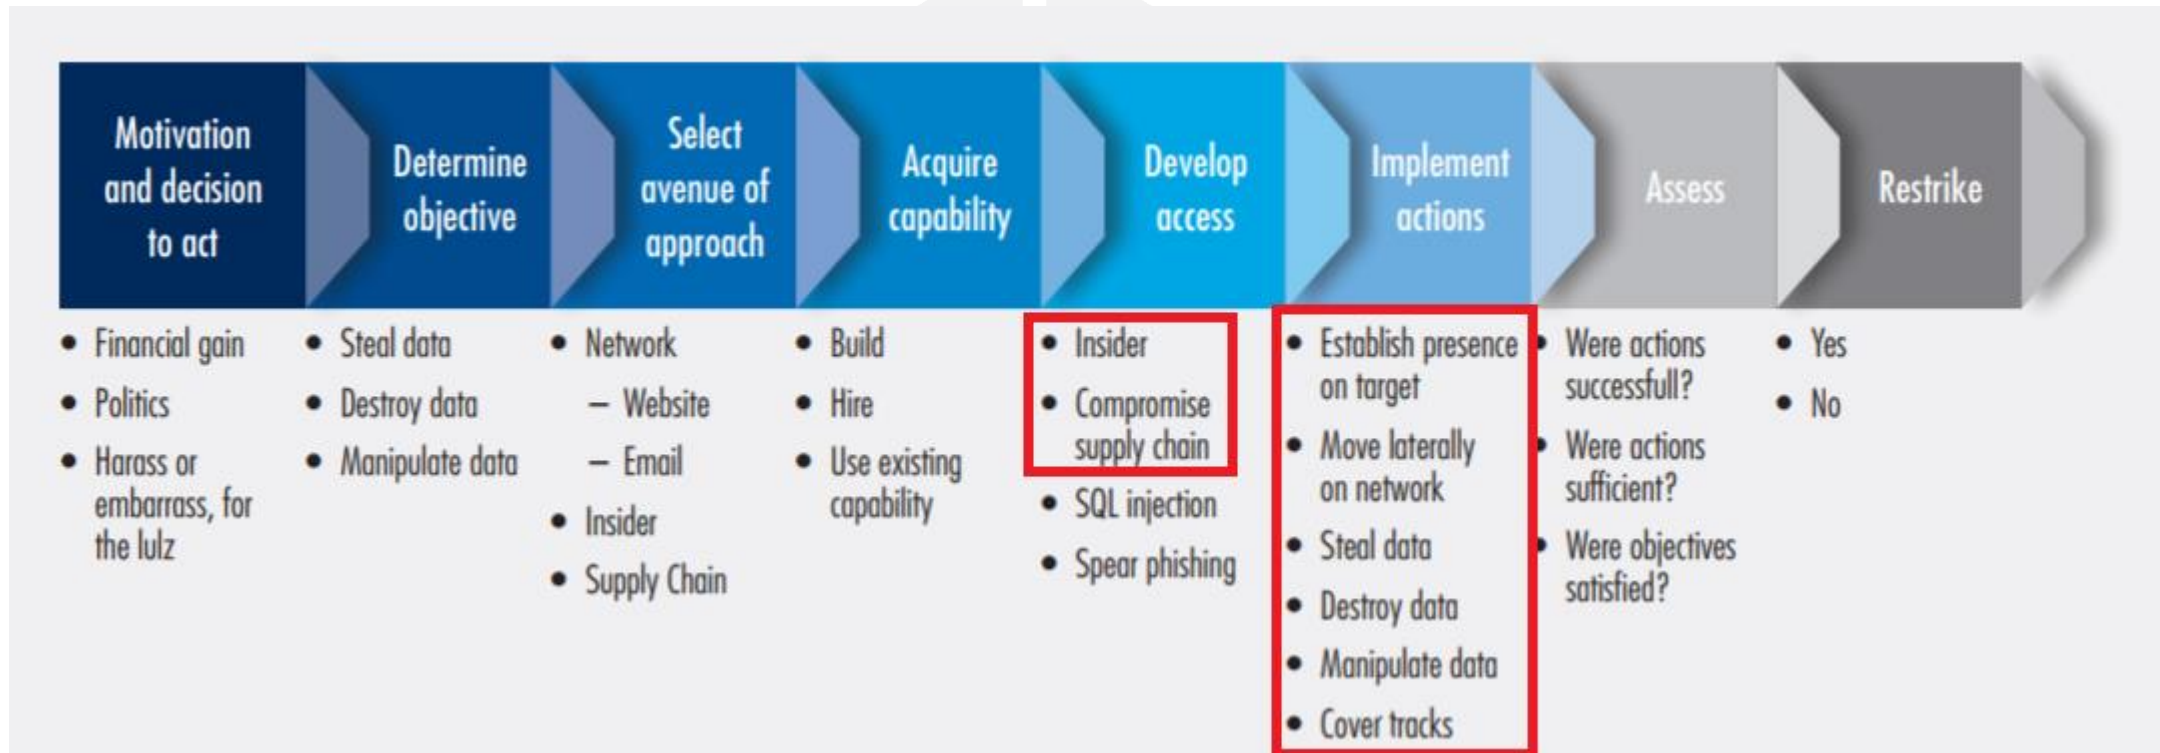 Motivation
and decision
to act
Determine
objective
Select
avenue of
approach
Acquire
capability
Develop
access
Implement
actions
Assess
Restrike
• Financial gain
• Politics
• Harass or
embarrass, for
the lulz
• Steal data
• Destroy data
• Manipulate data
• Network
– Website
– Email
• Insider
• Supply Chain
• Build
• Hire
• Use existing
capability
• Insider
• Compromise
supply chain
• SQL injection
• Spear phishing
• Establish presence
on target
• Move laterally
on network
• Steal data
• Destroy data
• Manipulate data
• Cover tracks
• Were actions
successfull?
• Were actions
sufficient?
• Were objectives
satisfied?
• Yes
• No